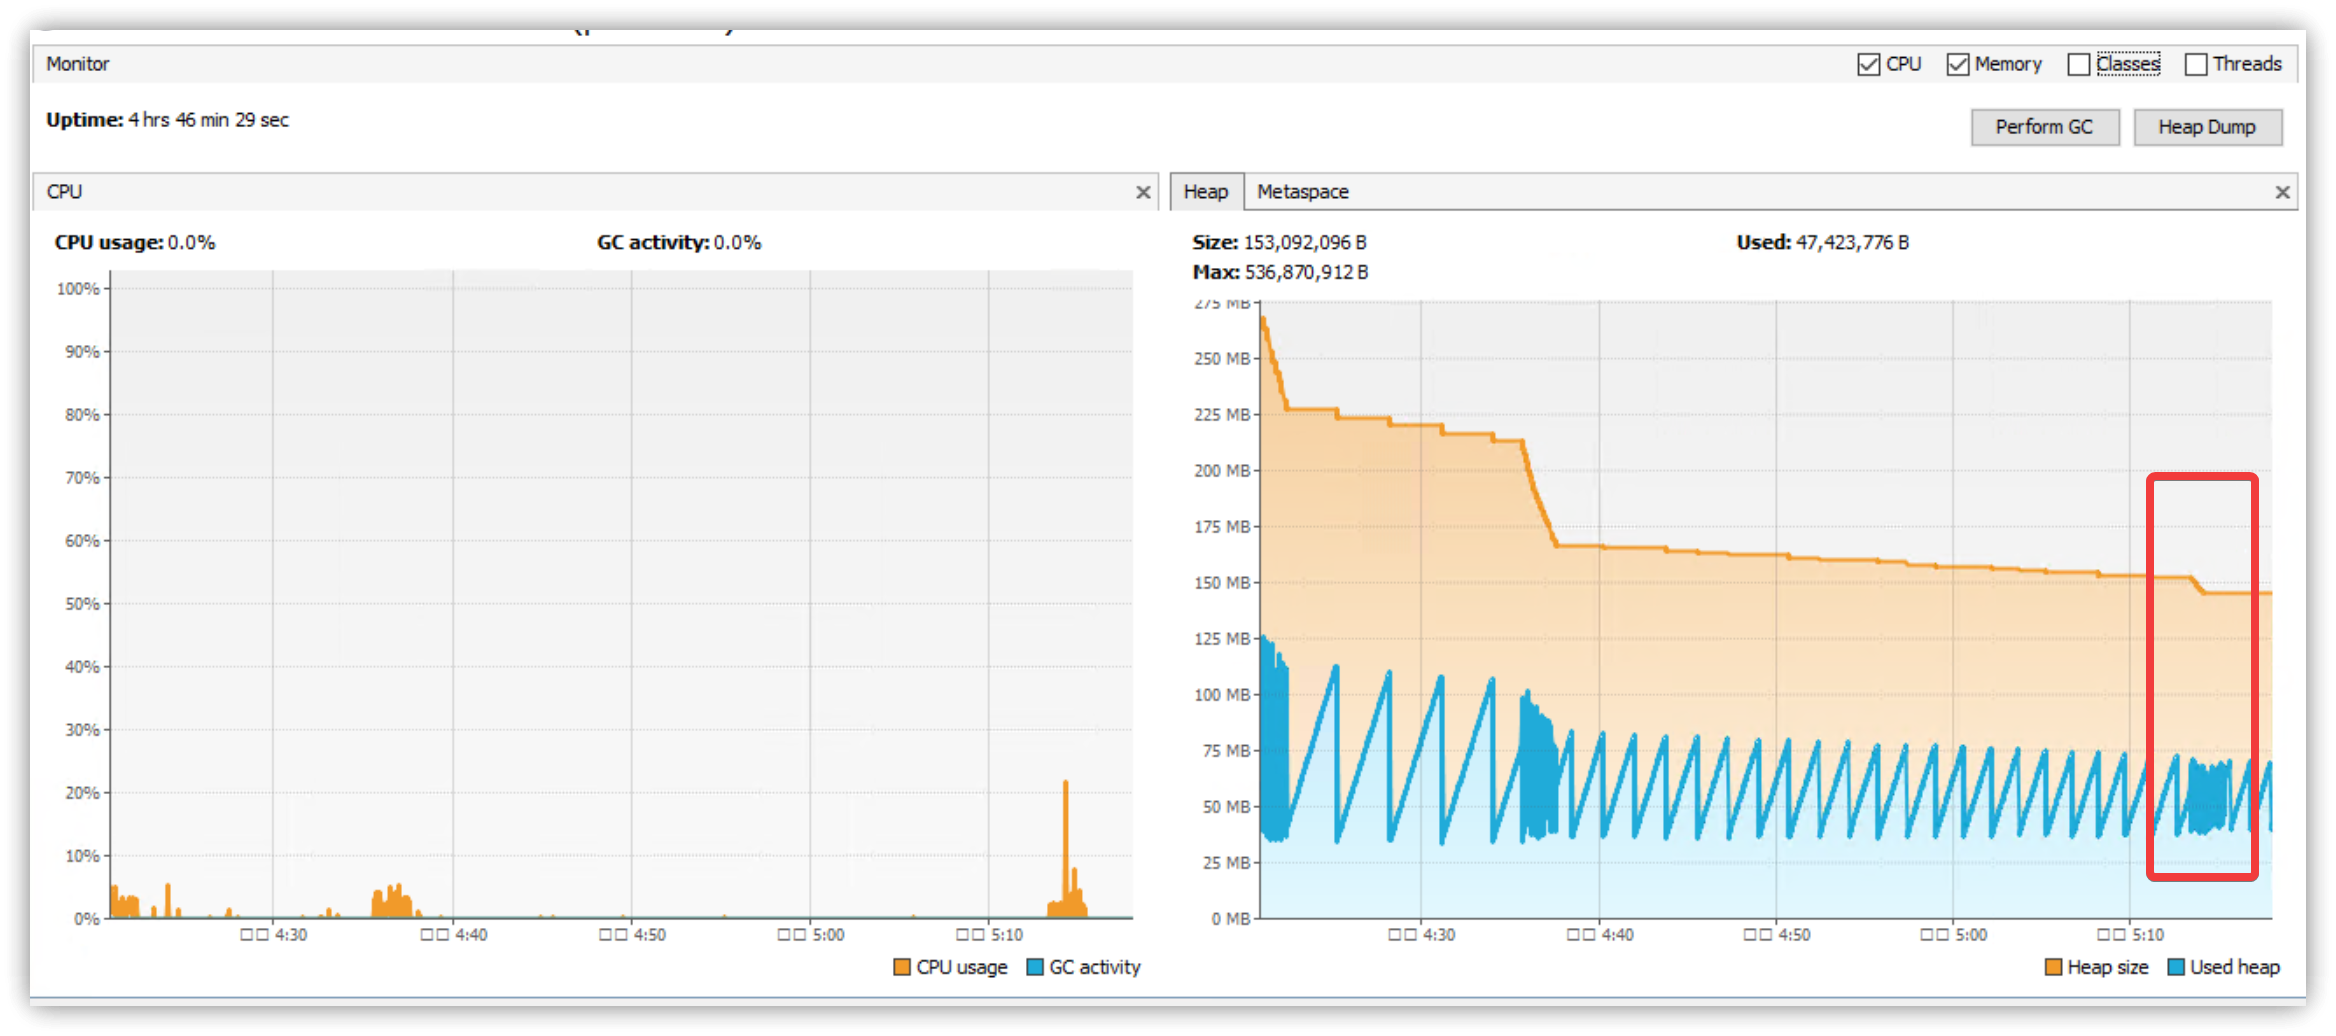 Monitor
CPU Memory Classes Threads
Uptime: 4 hrs 46 min 29 sec
Perform GC Heap Dump
CPU
Heap Metaspace
CPU usage: 0.0% GC activity: 0.0%
Size: 153,092,096 B Used: 47,423,776 B
Max: 536,870,912 B
100%
90%
80%
70%
60%
50%
40%
30%
20%
10%
0%
□□ 4:30 □□ 4:40 □□ 4:50 □□ 5:00 □□ 5:10
CPU usage GC activity
275 MB
250 MB
225 MB
200 MB
175 MB
150 MB
125 MB
100 MB
75 MB
50 MB
25 MB
0 MB
□□ 4:30 □□ 4:40 □□ 4:50 □□ 5:00 □□ 5:10
Heap size Used heap